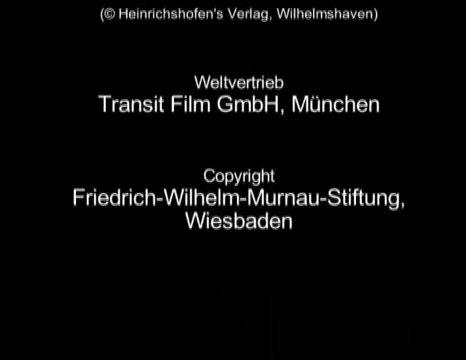 (© Heinrichshofen's Verlag, Wilhelmshaven)
Weltvertrieb
Transit Film GmbH, München
Copyright
Friedrich-Wilhelm-Murnau-Stiftung,
Wiesbaden